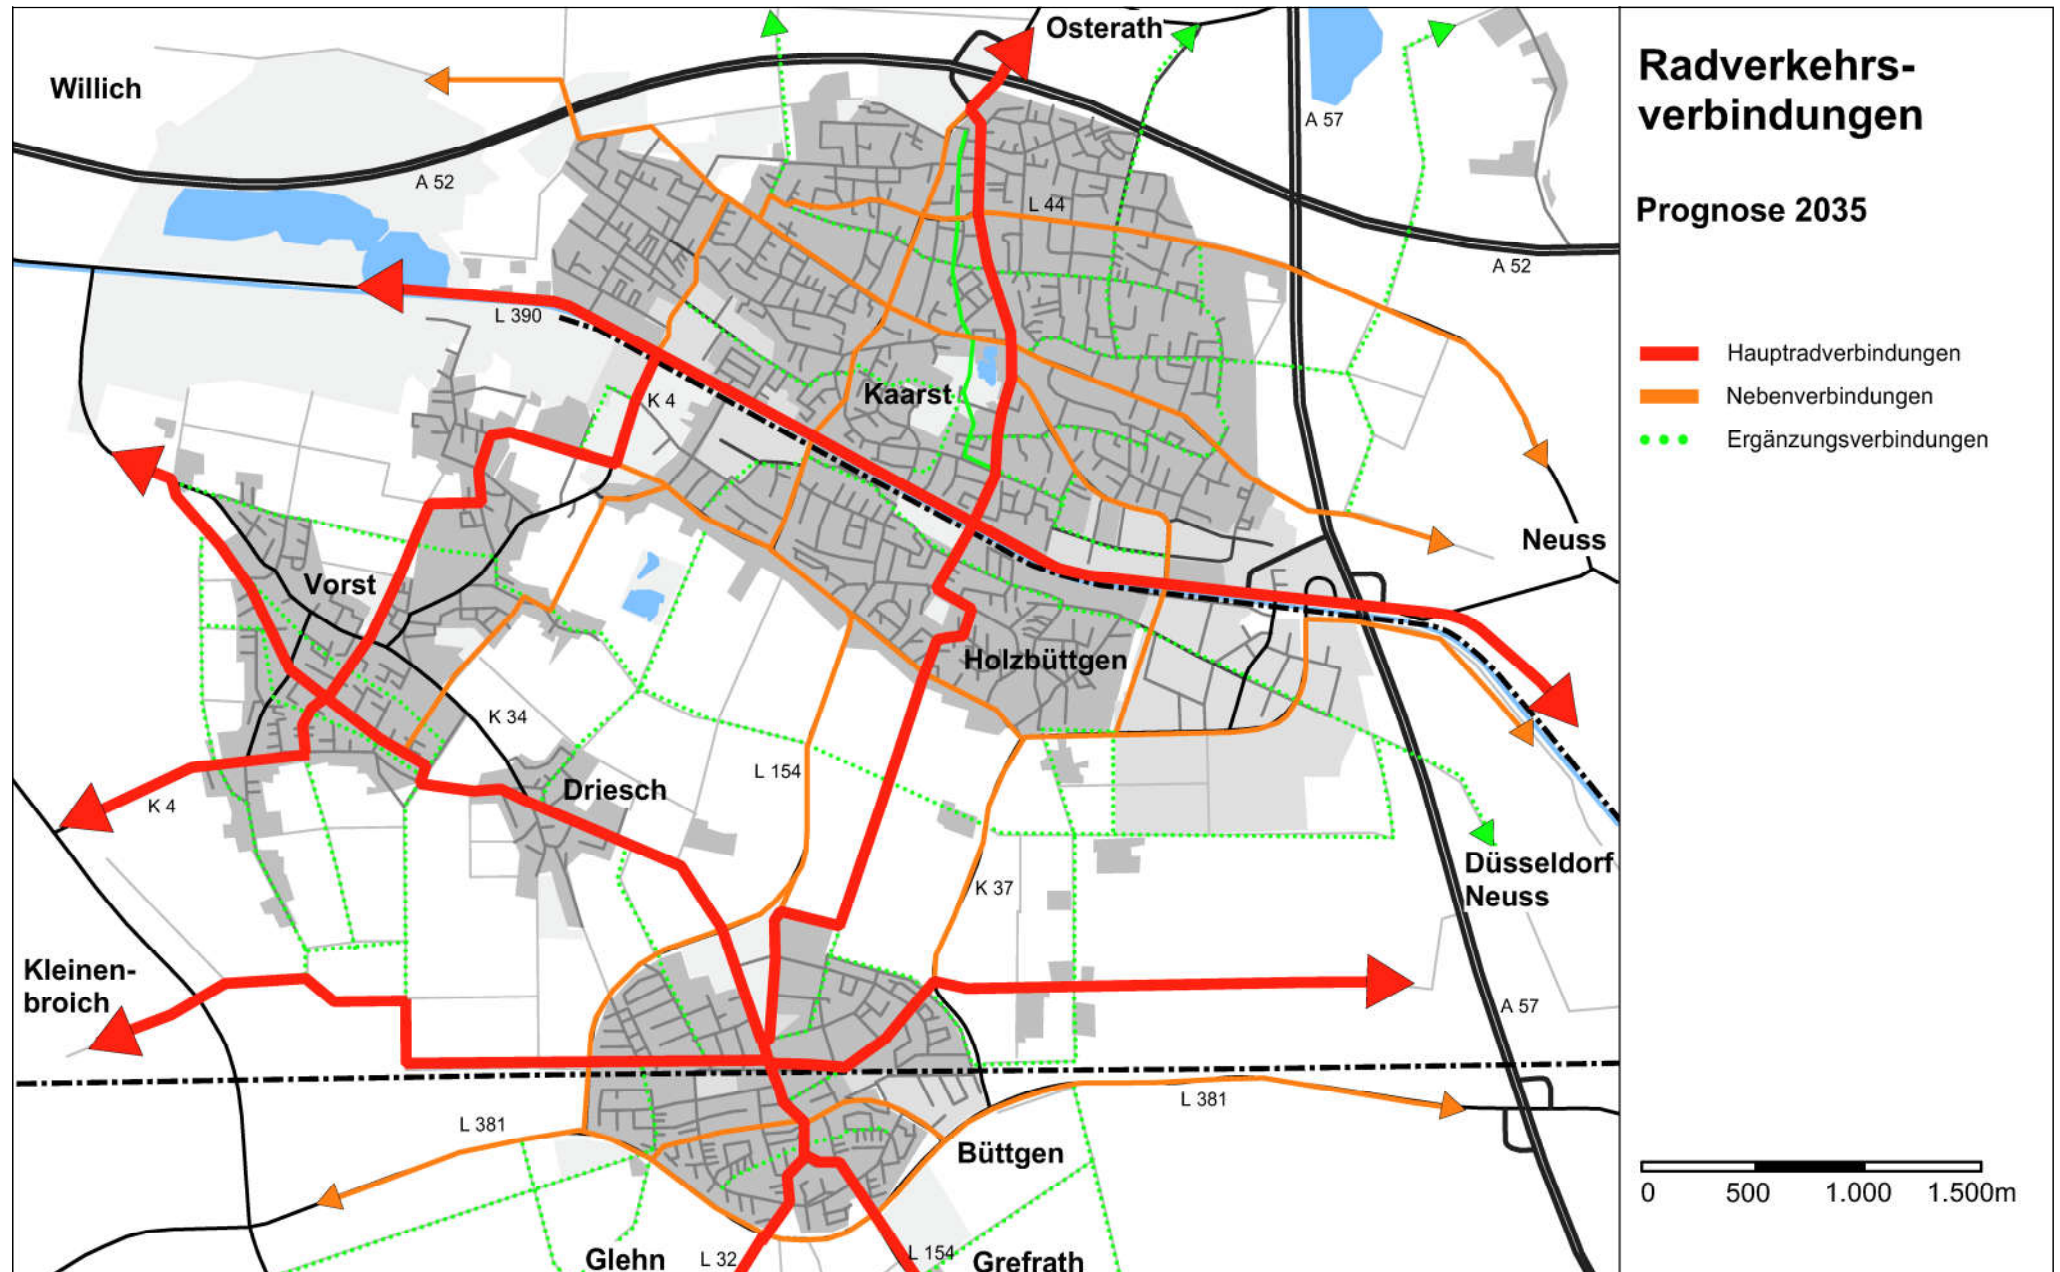 Osterath
Willich
A 57
A 52
L 44
A 52
L 390
Kaarst
K 4
Neuss
Vorst
Holzbüttgen
K 34
L 154
Driesch
K 4
Düsseldorf
Neuss
K 37
Kleinen-
broich
A 57
L 381
L 381
Büttgen
Glehn
L 32
L 154
Grefrath
Radverkehrs-
verbindungen
Prognose 2035
Hauptradverbindungen
Nebenverbindungen
Ergänzungsverbindungen
0 500 1.000 1.500m